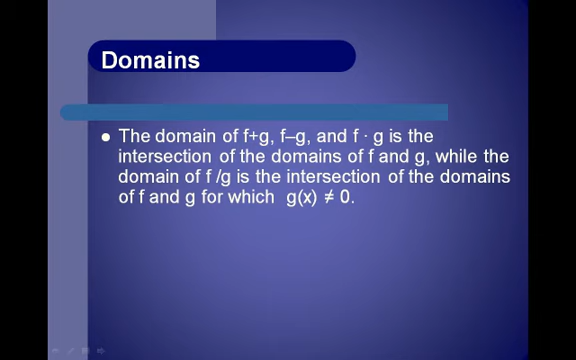 Domains
• The domain of f+g, f–g, and f · g is the
intersection of the domains of f and g, while the
domain of f /g is the intersection of the domains
of f and g for which g(x) ≠ 0.